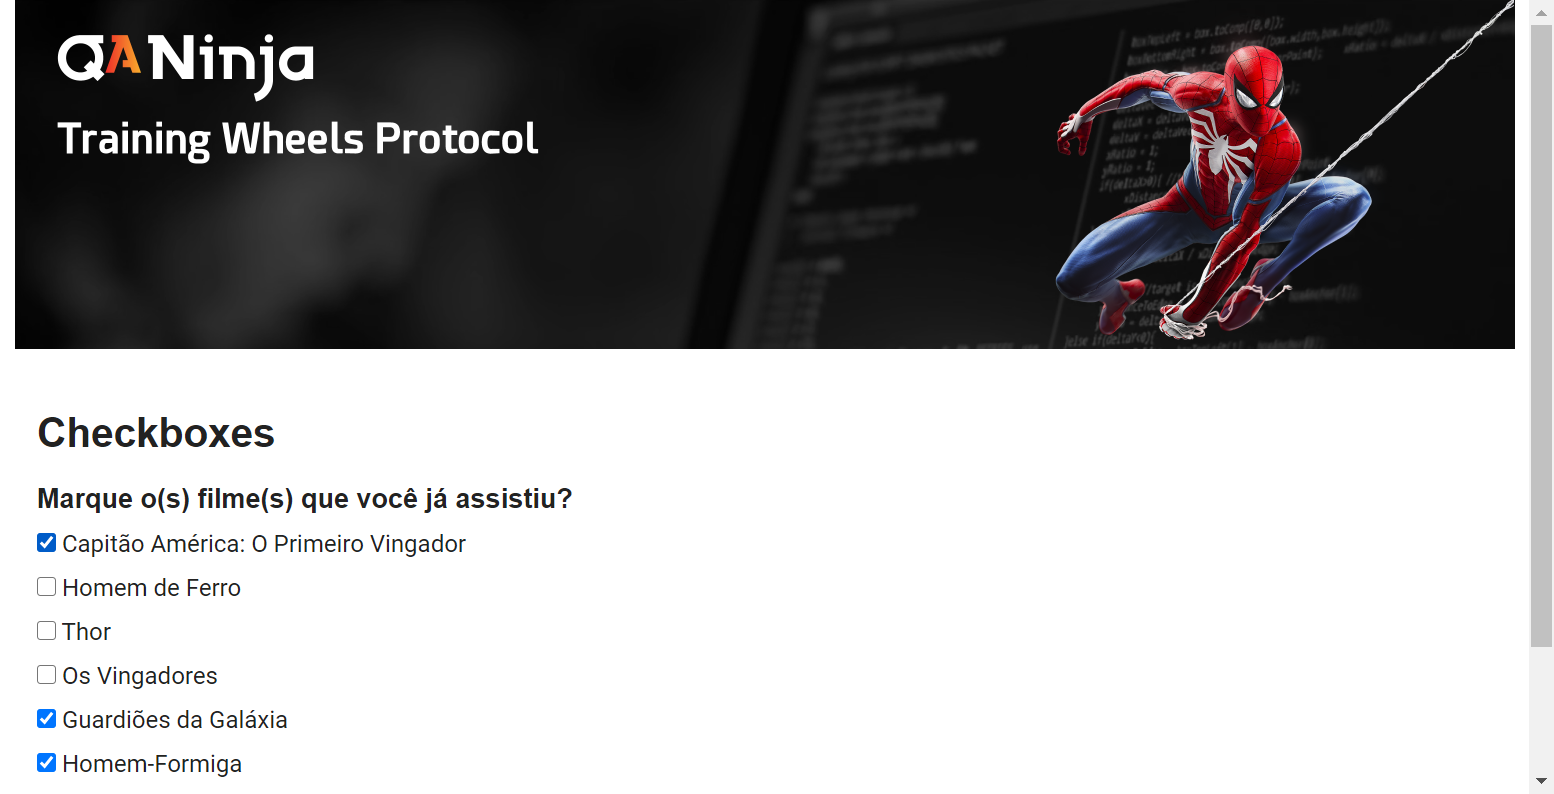 QANinja
Training Wheels Protocol
Checkboxes
Marque o(s) filme(s) que você já assistiu?
Capitão América: O Primeiro Vingador
Homem de Ferro
Thor
Os Vingadores
Guardiões da Galáxia
Homem-Formiga